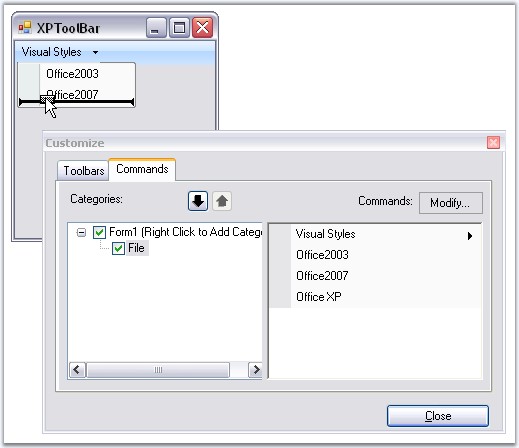 XPToolBar
Visual Styles
Office2003
Office2007
Customize
Toolbars Commands
Categories: Commands: Modify...
Form1 (Right Click to Add Categ
File
Visual Styles
Office2003
Office2007
Office XP
Close